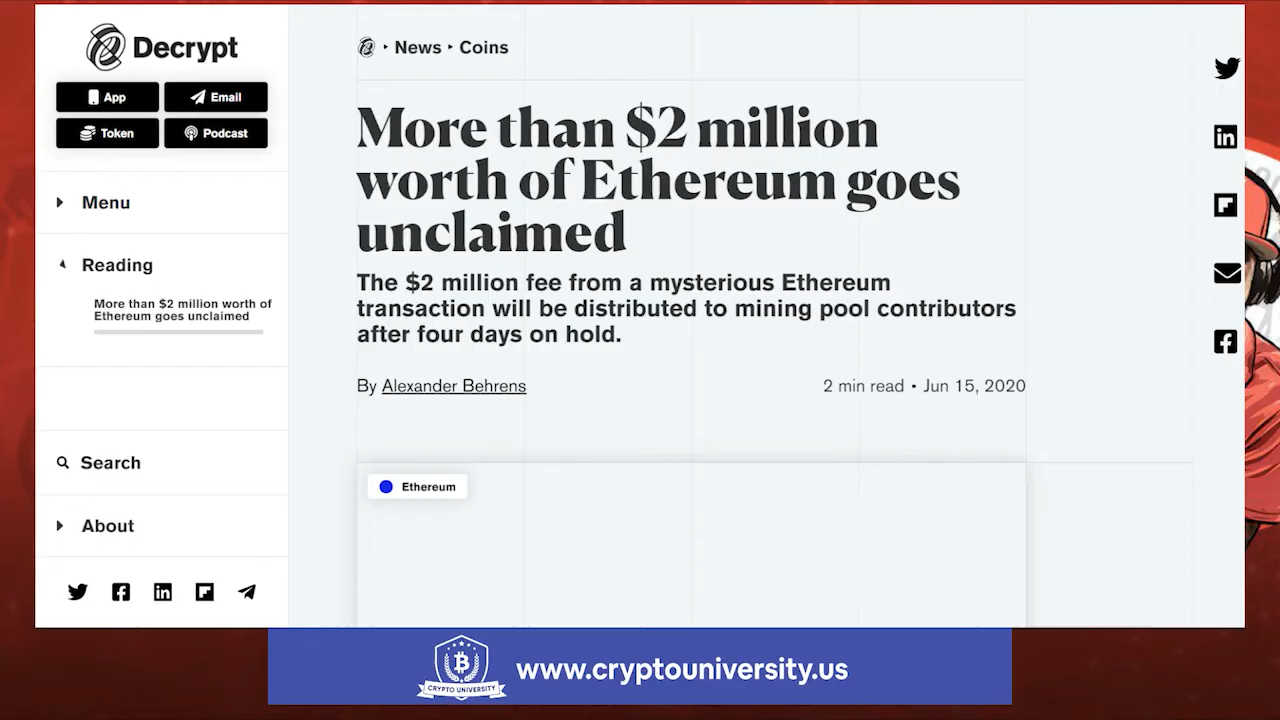 Decrypt
App
Email
Token
Podcast
Menu
Reading
More than $2 million worth of
Ethereum goes unclaimed
Search
About
News
Coins
More than $2 million
worth of Ethereum goes
unclaimed
The $2 million fee from a mysterious Ethereum
transaction will be distributed to mining pool contributors
after four days on hold.
By Alexander Behrens
2 min read • Jun 15, 2020
Ethereum
CRYPTO UNIVERSITY
www.cryptouniversity.us